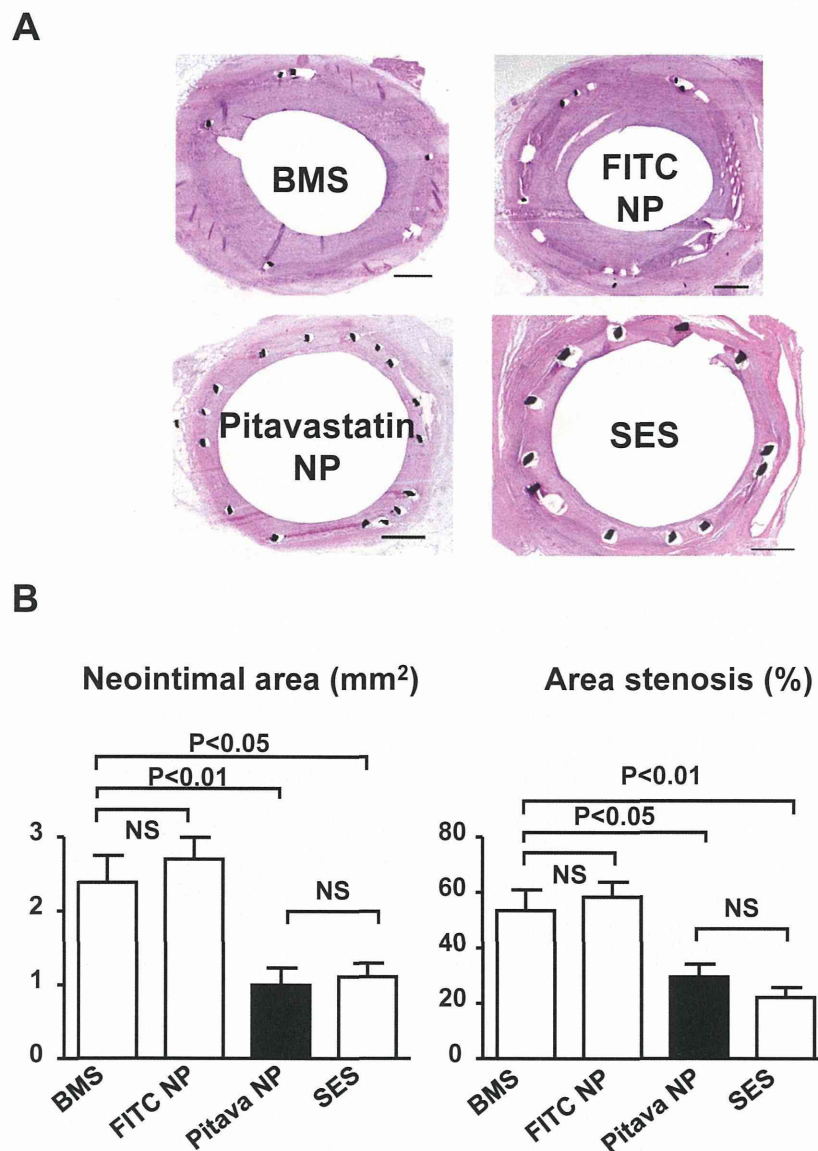 A
BMS
FITC
NP
Pitavastatin
NP
SES
B
Neointimal area (mm²)
P<0.05
P<0.01
NS
NS
3
2
1
0
BMS
FITC NP
Pitava NP
SES
Area stenosis (%)
P<0.01
P<0.05
NS
NS
80
60
40
20
0
BMS
FITC NP
Pitava NP
SES